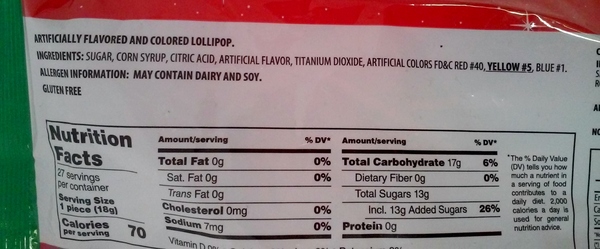 ARTIFICIALLY FLAVORED AND COLORED LOLLIPOP.
INGREDIENTS: SUGAR, CORN SYRUP, CITRIC ACID, ARTIFICIAL FLAVOR, TITANIUM DIOXIDE, ARTIFICIAL COLORS FD&C RED #40, YELLOW #5, BLUE #1.
ALLERGEN INFORMATION: MAY CONTAIN DAIRY AND SOY.
GLUTEN FREE
Nutrition
Facts
27 servings
per container
Serving Size
1 piece (18g)
Calories
per serving 70
Amount/serving % DV*
Total Fat 0g 0%
Sat. Fat 0g 0%
Trans Fat 0g
Cholesterol 0mg 0%
Sodium 7mg 0%
Vitamin D 0%
Amount/serving % DV*
Total Carbohydrate 17g 6%
Dietary Fiber 0g 0%
Total Sugars 13g
Incl. 13g Added Sugars 26%
Protein 0g
*The % Daily Value
(DV) tells you how
much a nutrient in
a serving of food
contributes to a
daily diet. 2,000
calories a day is
used for general
nutrition advice.